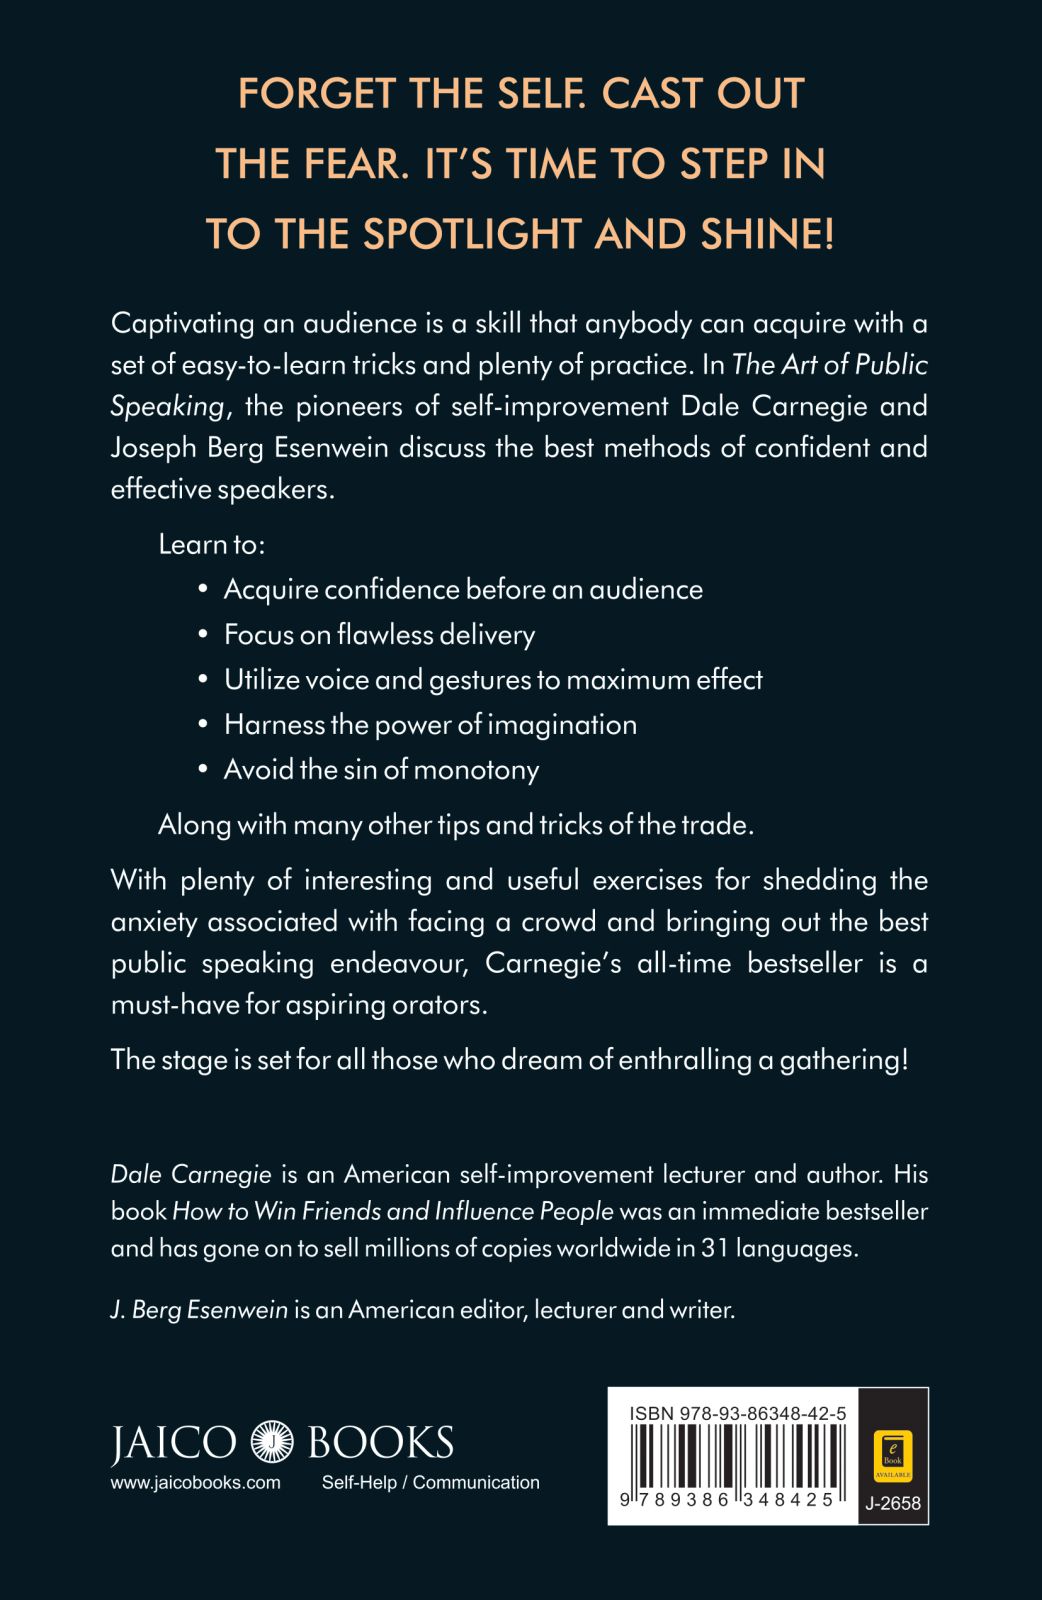 FORGET THE SELF. CAST OUT
THE FEAR. IT’S TIME TO STEP IN
TO THE SPOTLIGHT AND SHINE!
Captivating an audience is a skill that anybody can acquire with a
set of easy-to-learn tricks and plenty of practice. In The Art of Public
Speaking, the pioneers of self-improvement Dale Carnegie and
Joseph Berg Esenwein discuss the best methods of confident and
effective speakers.
Learn to:
• Acquire confidence before an audience
• Focus on flawless delivery
• Utilize voice and gestures to maximum effect
• Harness the power of imagination
• Avoid the sin of monotony
Along with many other tips and tricks of the trade.
With plenty of interesting and useful exercises for shedding the
anxiety associated with facing a crowd and bringing out the best
public speaking endeavour, Carnegie’s all-time bestseller is a
must-have for aspiring orators.
The stage is set for all those who dream of enthralling a gathering!
Dale Carnegie is an American self-improvement lecturer and author. His
book How to Win Friends and Influence People was an immediate bestseller
and has gone on to sell millions of copies worldwide in 31 languages.
J. Berg Esenwein is an American editor, lecturer and writer.
JAICO J BOOKS
www.jaicobooks.com Self-Help / Communication
ISBN 978-93-86348-42-5
9 789386 348425
e
Book
AVAILABLE
J-2658